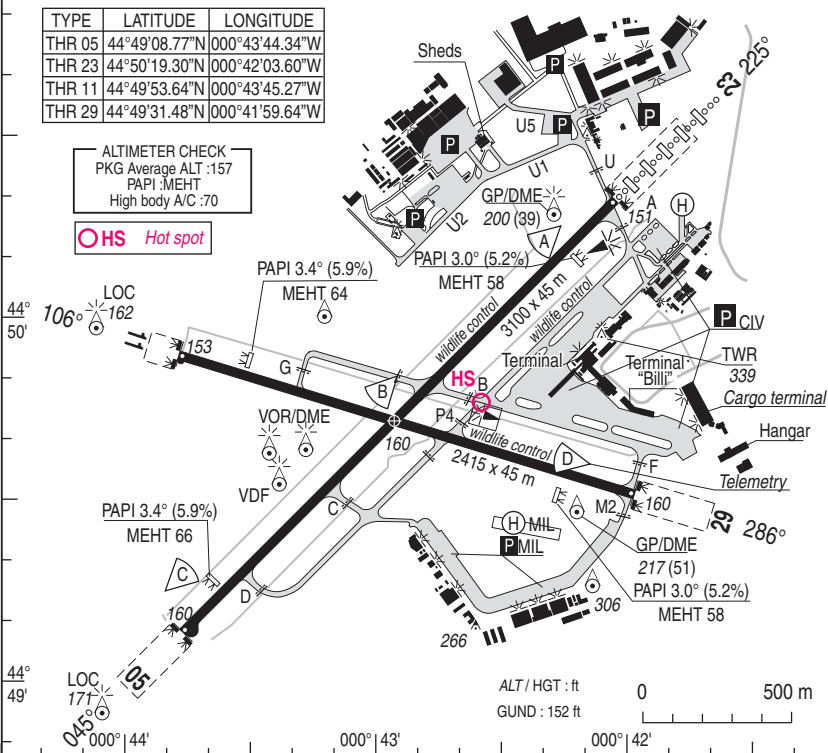 TYPE LATITUDE LONGITUDE
THR 05 44°49'08.77"N 000°43'44.34"W
THR 23 44°50'19.30"N 000°42'03.60"W
THR 11 44°49'53.64"N 000°43'45.27"W
THR 29 44°49'31.48"N 000°41'59.64"W
ALTIMETER CHECK
PKG Average ALT :157
PAPI :MEHT
High body A/C :70
HS Hot spot
Sheds
P
P
P
P
P
U5
U1
U2
U
23
225°
GP/DME
200 (39)
A
151
H
A
PAPI 3.0° (5.2%)
MEHT 58
PAPI 3.4° (5.9%)
MEHT 64
LOC
162
44°
50'
106°
11
153
G
wildlife control
3100 x 45 m
wildlife control
P CIV
Terminal
Terminal
"Billi"
TWR
339
Cargo terminal
Hangar
HS
B
B
P4
160
wildlife control
2415 x 45 m
D
F
Telemetry
VOR/DME
VDF
M2
160
29
286°
C
H MIL
P MIL
GP/DME
217 (51)
PAPI 3.0° (5.2%)
MEHT 58
PAPI 3.4° (5.9%)
MEHT 66
C
D
160
306
266
05
44°
49'
LOC
171
045°
ALT / HGT : ft
GUND : 152 ft
0 500 m
000°44'
000°43'
000°42'